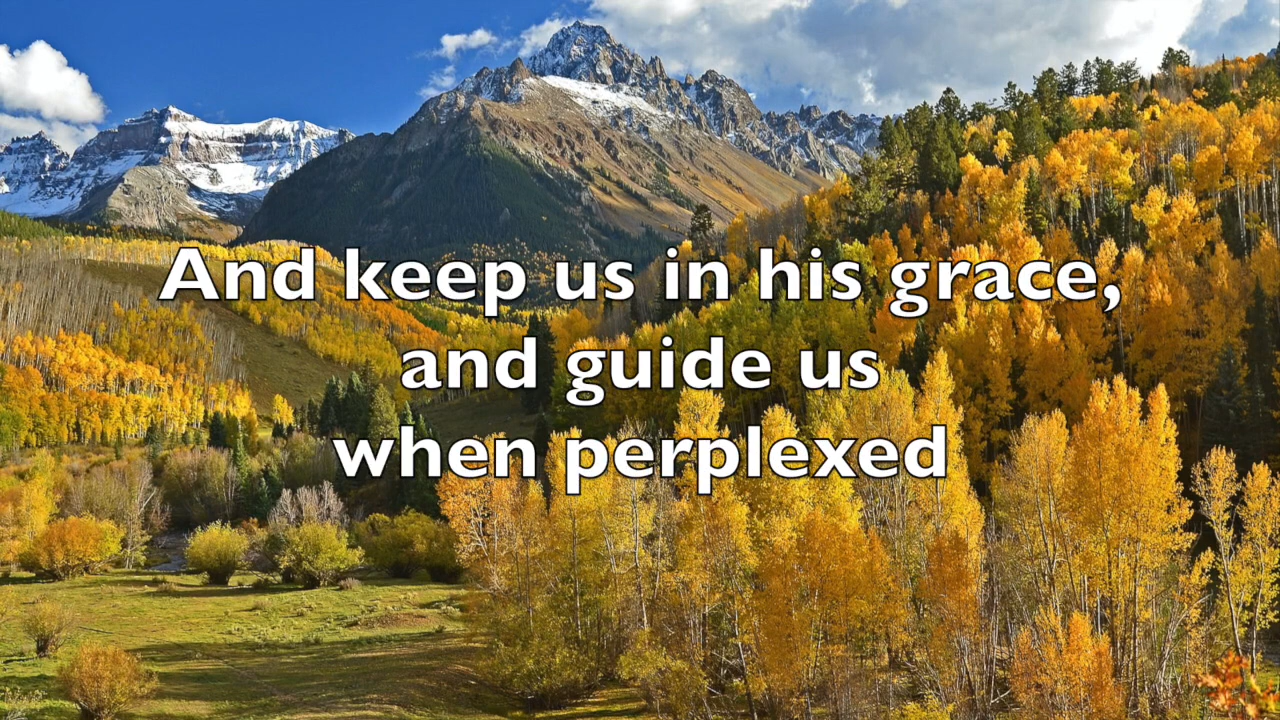 And keep us in his grace,
and guide us
when perplexed